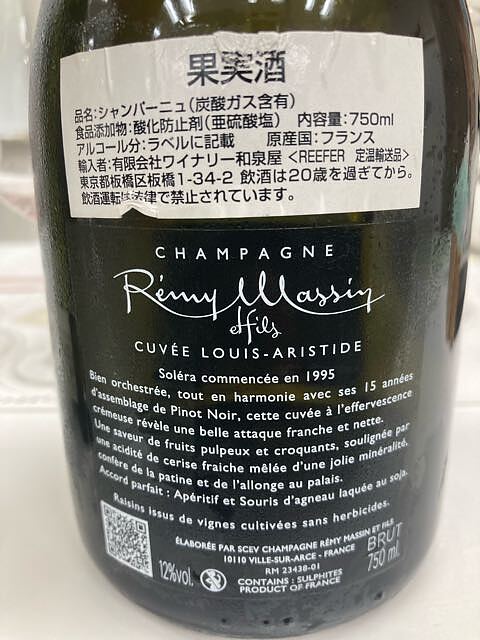 果実酒
品名:シャンパーニュ(炭酸ガス含有)
食品添加物:酸化防止剤(亜硫酸塩) 内容量:750ml
アルコール分:ラベルに記載 原産国:フランス
輸入者:有限会社ワイナリー和泉屋 <REEFER 定温輸送品>
東京都板橋区板橋1-34-2 飲酒は20歳を過ぎてから。
飲酒運転は法律で禁止されています。
CHAMPAGNE
Rémy Massin
et Fils
CUVÉE LOUIS-ARISTIDE
Soléra commencée en 1995
Bien orchestrée, tout en harmonie avec ses 15 années
d'assemblage de Pinot Noir, cette cuvée à l'effervescence
crémeuse révèle une belle attaque franche et nette.
Une saveur de fruits pulpeux et croquants, soulignée par
une acidité de cerise fraiche mêlée d'une jolie minéralité,
confère de la patine et de l'allonge au palais.
Accord parfait : Apéritif et Souris d'agneau laquée au soja.
Raisins issus de vignes cultivées sans herbicides.
ÉLABORÉE PAR SCEV CHAMPAGNE RÉMY MASSIN ET FILS
10110 VILLE-SUR-ARCE - FRANCE
RM 23438-01
BRUT
12%vol.
CONTAINS : SULPHITES
PRODUCT OF FRANCE
750 ml.